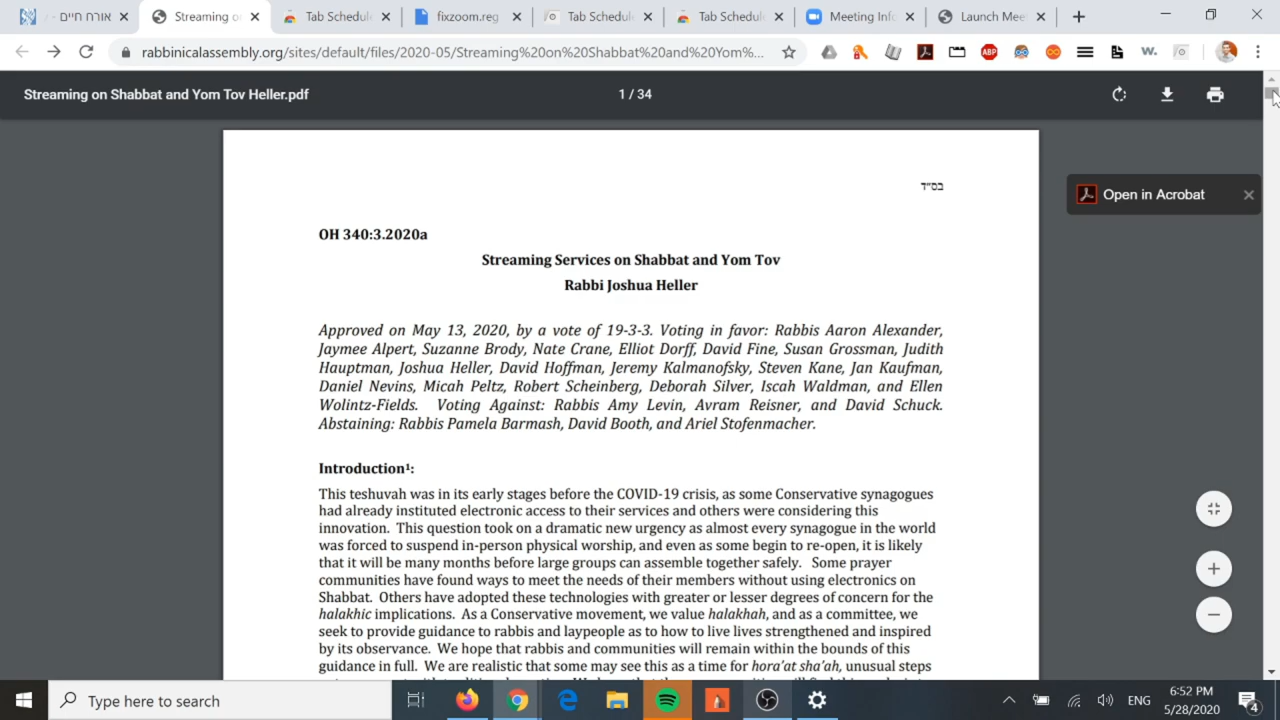 אורח חיים - /
Streaming on
Tab Schedule
fixzoom.reg
Tab Schedule
Tab Schedule
Meeting Info
Launch Mee
rabbinicalassembly.org/sites/default/files/2020-05/Streaming%20on%20Shabbat%20and%20Yom%...
ABP
w.
Streaming on Shabbat and Yom Tov Heller.pdf
1 / 34
בס״ד
Open in Acrobat
OH 340:3.2020a
Streaming Services on Shabbat and Yom Tov
Rabbi Joshua Heller
Approved on May 13, 2020, by a vote of 19-3-3. Voting in favor: Rabbis Aaron Alexander,
Jaymee Alpert, Suzanne Brody, Nate Crane, Elliot Dorff, David Fine, Susan Grossman, Judith
Hauptman, Joshua Heller, David Hoffman, Jeremy Kalmanofsky, Steven Kane, Jan Kaufman,
Daniel Nevins, Micah Peltz, Robert Scheinberg, Deborah Silver, Iscah Waldman, and Ellen
Wolintz-Fields. Voting Against: Rabbis Amy Levin, Avram Reisner, and David Schuck.
Abstaining: Rabbis Pamela Barmash, David Booth, and Ariel Stofenmacher.
Introduction¹:
This teshuvah was in its early stages before the COVID-19 crisis, as some Conservative synagogues
had already instituted electronic access to their services and others were considering this
innovation. This question took on a dramatic new urgency as almost every synagogue in the world
was forced to suspend in-person physical worship, and even as some begin to re-open, it is likely
that it will be many months before large groups can assemble together safely. Some prayer
communities have found ways to meet the needs of their members without using electronics on
Shabbat. Others have adopted these technologies with greater or lesser degrees of concern for the
halakhic implications. As a Conservative movement, we value halakhah, and as a committee, we
seek to provide guidance to rabbis and laypeople as to how to live lives strengthened and inspired
by its observance. We hope that rabbis and communities will remain within the bounds of this
guidance in full. We are realistic that some may see this as a time for hora'at sha'ah, unusual steps
Type here to search
ENG
6:52 PM
5/28/2020
4